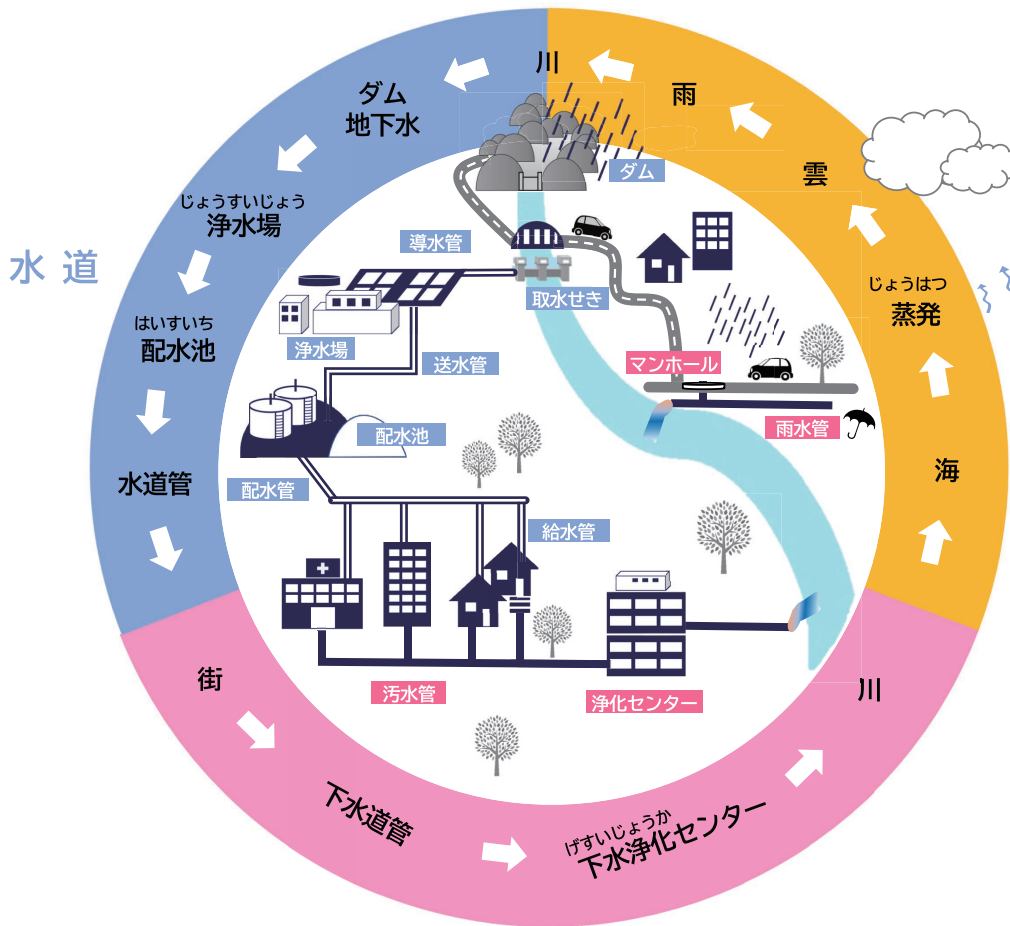 川
雨
ダム
地下水
雲
ダム
じょうすいじょう
浄水場
水道
導水管
じょうはつ
蒸発
取水せき
はいすいち
配水池
浄水場
送水管
マンホール
配水池
雨水管
水道管
配水管
海
給水管
街
汚水管
浄化センター
川
下水道管
げすいじょうか
下水浄化センター